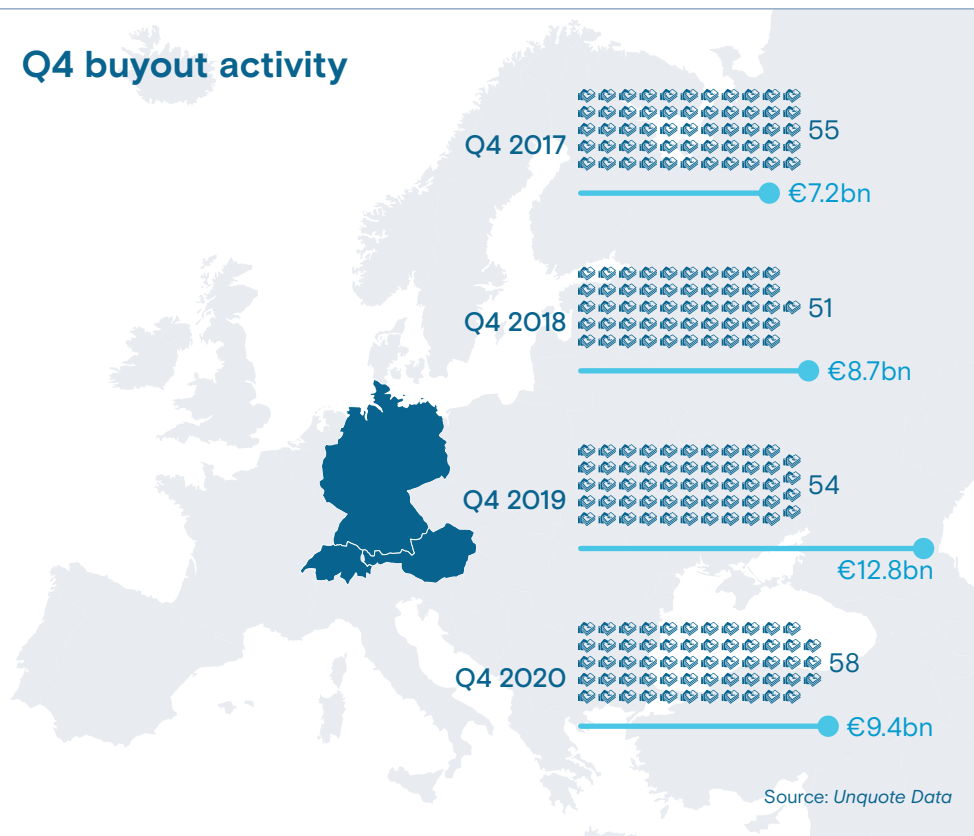 Q4 buyout activity
Q4 2017
55
€7.2bn
Q4 2018
51
€8.7bn
Q4 2019
54
€12.8bn
Q4 2020
58
€9.4bn
Source: Unquote Data